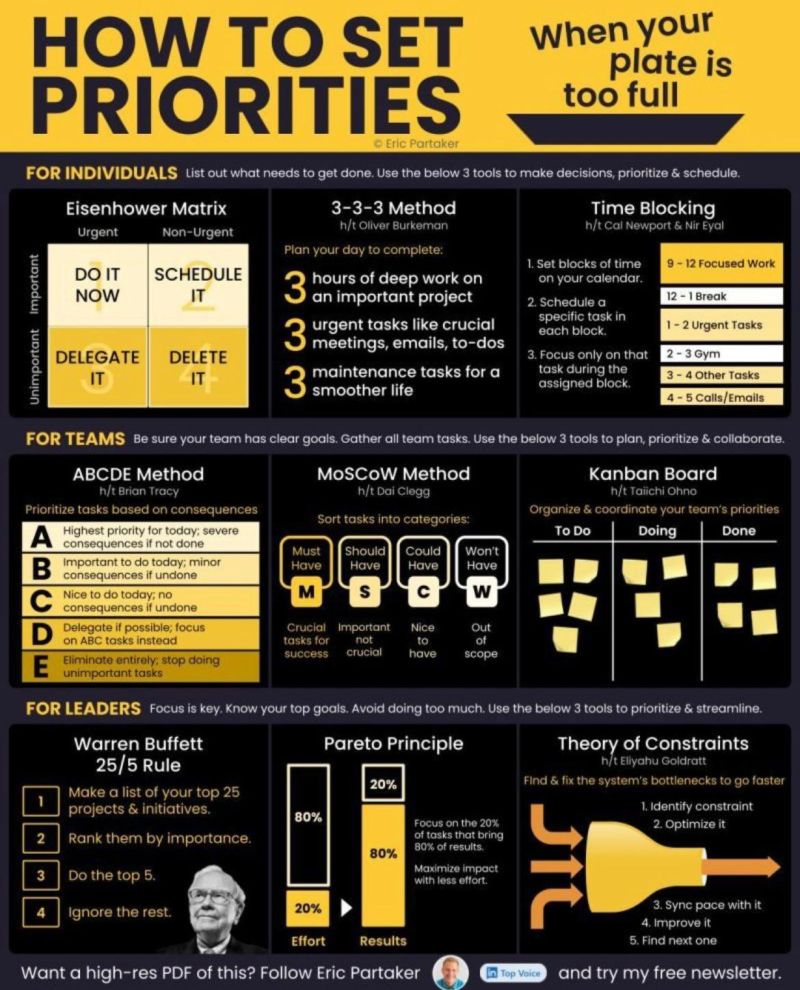 HOW TO SET
PRIORITIES
© Eric Partaker
When your
plate is
too full
FOR INDIVIDUALS List out what needs to get done. Use the below 3 tools to make decisions, prioritize & schedule.
Eisenhower Matrix
Urgent Non-Urgent
Important
Unimportant
1
DO IT
NOW
2
SCHEDULE
IT
3
DELEGATE
IT
4
DELETE
IT
3-3-3 Method
h/t Oliver Burkeman
Plan your day to complete:
3 hours of deep work on
an important project
3 urgent tasks like crucial
meetings, emails, to-dos
3 maintenance tasks for a
smoother life
Time Blocking
h/t Cal Newport & Nir Eyal
1. Set blocks of time
on your calendar.
2. Schedule a
specific task in
each block.
3. Focus only on that
task during the
assigned block.
9 - 12 Focused Work
12 - 1 Break
1 - 2 Urgent Tasks
2 - 3 Gym
3 - 4 Other Tasks
4 - 5 Calls/Emails
FOR TEAMS Be sure your team has clear goals. Gather all team tasks. Use the below 3 tools to plan, prioritize & collaborate.
ABCDE Method
h/t Brian Tracy
Prioritize tasks based on consequences
A Highest priority for today; severe
consequences if not done
B Important to do today; minor
consequences if undone
C Nice to do today; no
consequences if undone
D Delegate if possible; focus
on ABC tasks instead
E Eliminate entirely; stop doing
unimportant tasks
MoSCoW Method
h/t Dai Clegg
Sort tasks into categories:
Must
Have
M
Crucial
tasks for
success
Should
Have
S
Important
not
crucial
Could
Have
C
Nice
to
have
Won't
Have
W
Out
of
scope
Kanban Board
h/t Taiichi Ohno
Organize & coordinate your team's priorities
To Do Doing Done
FOR LEADERS Focus is key. Know your top goals. Avoid doing too much. Use the below 3 tools to prioritize & streamline.
Warren Buffett
25/5 Rule
1 Make a list of your top 25
projects & initiatives.
2 Rank them by importance.
3 Do the top 5.
4 Ignore the rest.
Pareto Principle
80%
20%
Effort
20%
80%
Results
Focus on the 20%
of tasks that bring
80% of results.
Maximize impact
with less effort.
Theory of Constraints
h/t Eliyahu Goldratt
Find & fix the system's bottlenecks to go faster
1. Identify constraint
2. Optimize it
3. Sync pace with it
4. Improve it
5. Find next one
Want a high-res PDF of this? Follow Eric Partaker in Top Voice and try my free newsletter.